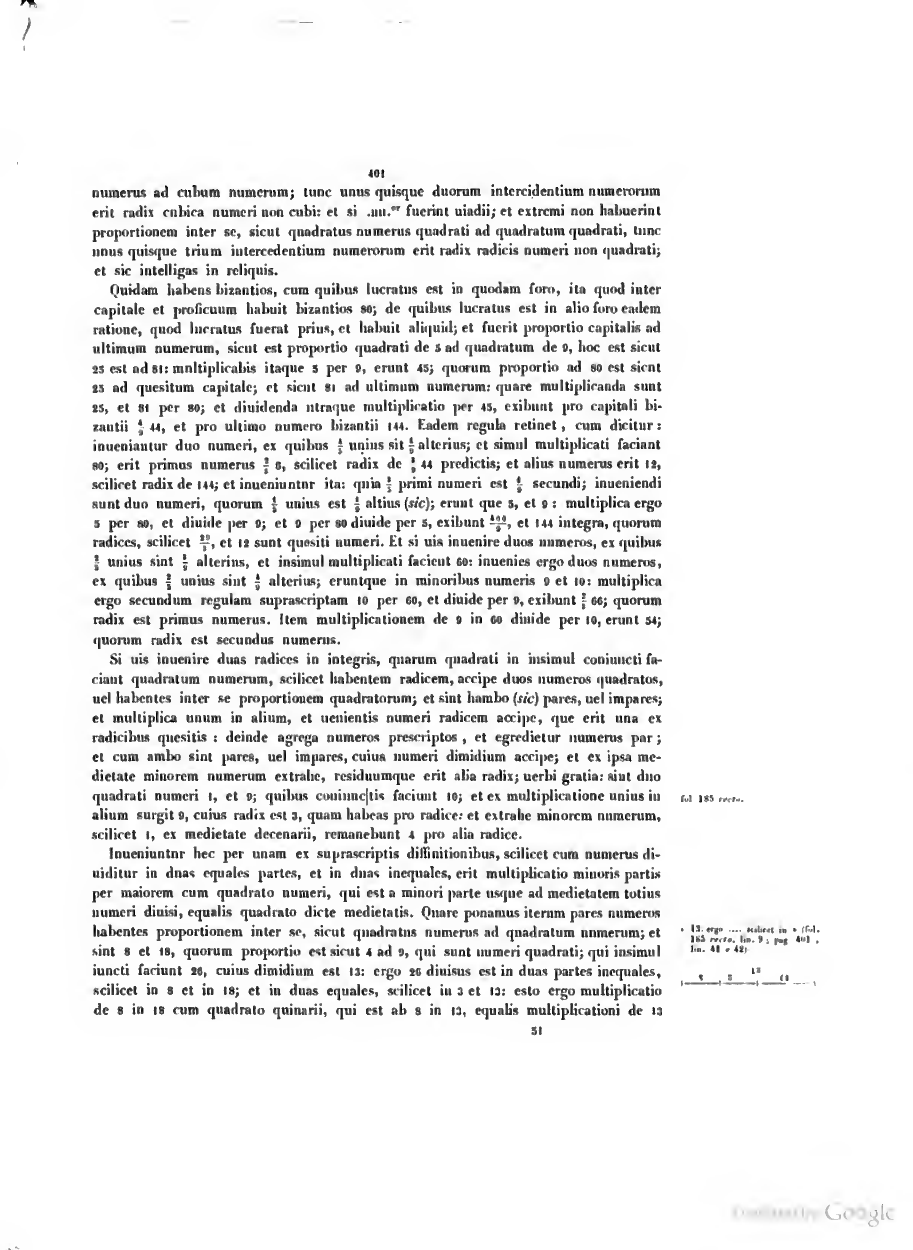 401
numerus ad cubum numerum; tunc unus quisque duorum intercidentium numerorum
erit radix cubica numeri non cubi: et si .IIII.or fuerint uiadii; et extremi non habuerint
proportionem inter se, sicut quadratus numerus quadrati ad quadratum quadrati, tunc
unus quisque trium intercedentium numerorum erit radix radicis numeri non quadrati;
et sic intelligas in reliquis.
Quidam habens bizantios, cum quibus lucratus est in quodam foro, ita quod inter
capitale et proficuum habuit bizantios 80; de quibus lucratus est in alio foro eadem
ratione, quod lucratus fuerat prius, et habuit aliquid; et fuerit proportio capitalis ad
ultimum numerum, sicut est proportio quadrati de 5 ad quadratum de 9, hoc est sicut
25 est ad 81: multiplicabis itaque 5 per 9, erunt 45; quorum proportio ad 80 est sicut
25 ad quesitum capitale; et sicut 81 ad ultimum numerum: quare multiplicanda sunt
25, et 81 per 80; et diuidenda utraque multiplicatio per 45, exibunt pro capitali bi-
zantii 4/9 44, et pro ultimo numero bizantii 144. Eadem regula retinet, cum dicitur:
inueniantur duo numeri, ex quibus 4/5 unius sit 4/9 alterius; et simul multiplicati faciant
80; erit primus numerus 2/3 6, scilicet radix de 4/9 44 predictis; et alius numerus erit 12,
scilicet radix de 144; et inueniuntur ita: quia 4/5 primi numeri est 4/9 secundi; inueniendi
sunt duo numeri, quorum 4/5 unius est 4/9 altius (sic); erunt que 5, et 9: multiplica ergo
5 per 80, et diuide per 9; et 9 per 80 diuide per 5, exibunt 400/9, et 144 integra, quorum
radices, scilicet 20/3, et 12 sunt quesiti numeri. Et si uis inuenire duos numeros, ex quibus
unius sint alterius, et insimul multiplicati facient 60: inuenies ergo duos numeros,
ex quibus unius sint alterius; eruntque in minoribus numeris 9 et 10: multiplica
ergo secundum regulam suprascriptam 10 per 60, et diuide per 9, exibunt 2/3 66; quorum
radix est primus numerus. Item multiplicationem de 9 in 60 diuide per 10, erunt 54;
quorum radix est secundus numerus.
Si uis inuenire duas radices in integris, quarum quadrati in insimul coniuncti fa-
ciant quadratum numerum, scilicet habentem radicem, accipe duos numeros quadratos,
uel habentes inter se proportionem quadratorum; et sint hambo (sic) pares, uel impares;
et multiplica unum in alium, et uenientis numeri radicem accipe, que erit una ex
radicibus quesitis : deinde agrega numeros prescriptos , et egredietur numerus par ;
et cum ambo sint pares, uel impares, cuius numeri dimidium accipe; et ex ipsa me-
dietate minorem numerum extrahe, residuumque erit alia radix; uerbi gratia: sint duo
quadrati numeri 1, et 9; quibus coniunc|tis faciunt 10; et ex multiplicatione unius in
alium surgit 9, cuius radix est 3, quam habeas pro radice: et extrahe minorem numerum,
scilicet 1, ex medietate decenarii, remanebunt 4 pro alia radice.
Inueniuntur hec per unam ex suprascriptis diffinitionibus, scilicet cum numerus di-
uiditur in duas equales partes, et in duas inequales, erit multiplicatio minoris partis
per maiorem cum quadrato numeri, qui est a minori parte usque ad medietatem totius
numeri diuisi, equalis quadrato dicte medietatis. Quare ponamus iterum pares numeros
habentes proportionem inter se, sicut quadratus numerus ad quadratum numerum; et
sint 8 et 18, quorum proportio est sicut 4 ad 9, qui sunt numeri quadrati; qui insimul
iuncti faciunt 26, cuius dimidium est 13: ergo 26 diuisus est in duas partes inequales,
scilicet in 8 et in 18; et in duas equales, scilicet in 3 et 13: esto ergo multiplicatio
de 8 in 18 cum quadrato quinarii, qui est ab 8 in 13, equalis multiplicationi de 13
51
fol 185 recto.
« 13. ergo .... scilicet in » (fol.
185 recto, lin. 9 ; pag 401 ,
lin. 41 e 42)
8 5 13
Google